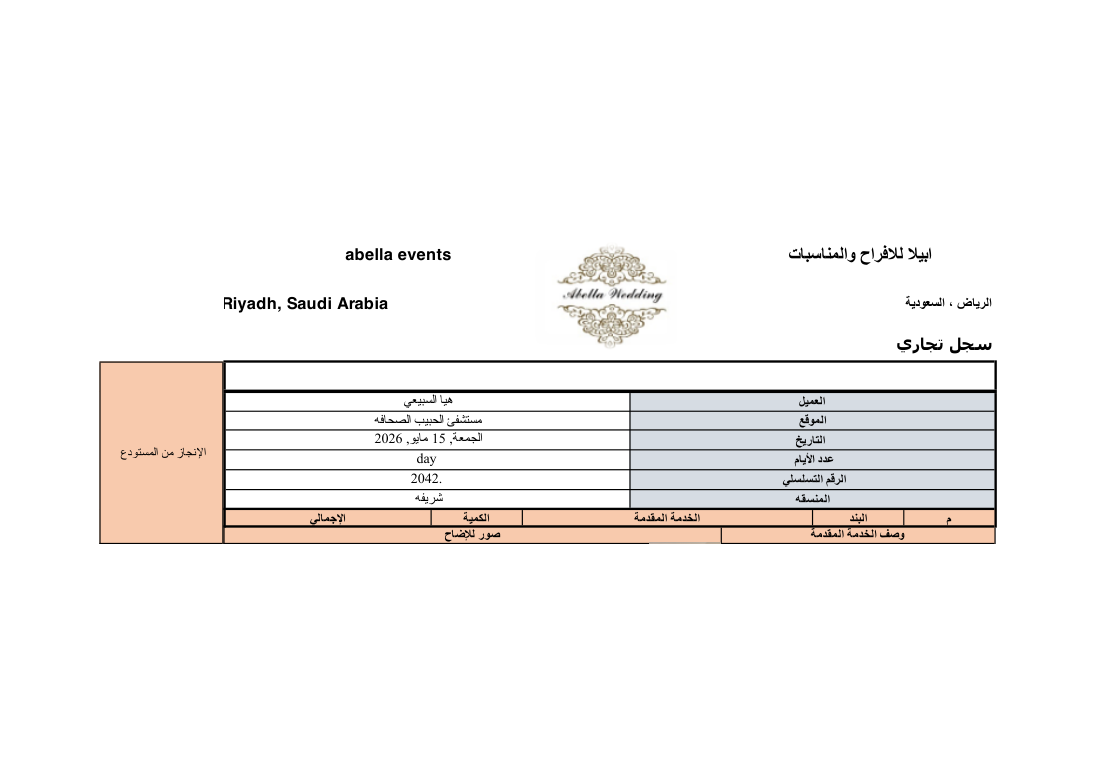 ابيلا للافراح والمناسبات
abella events
Abella Wedding
الرياض ، السعودية
Riyadh, Saudi Arabia
سجل تجاري
العميل هيا السبيعي
الموقع مستشفئ الحبيب الصحافه
التاريخ الجمعة, 15 مايو, 2026
عدد الأيام day
الرقم التسلسلي 2042.
المنسقه شريفه
م البند الخدمة المقدمة الكمية الإجمالي
وصف الخدمة المقدمة صور للإضاح
الإنجاز من المستودع